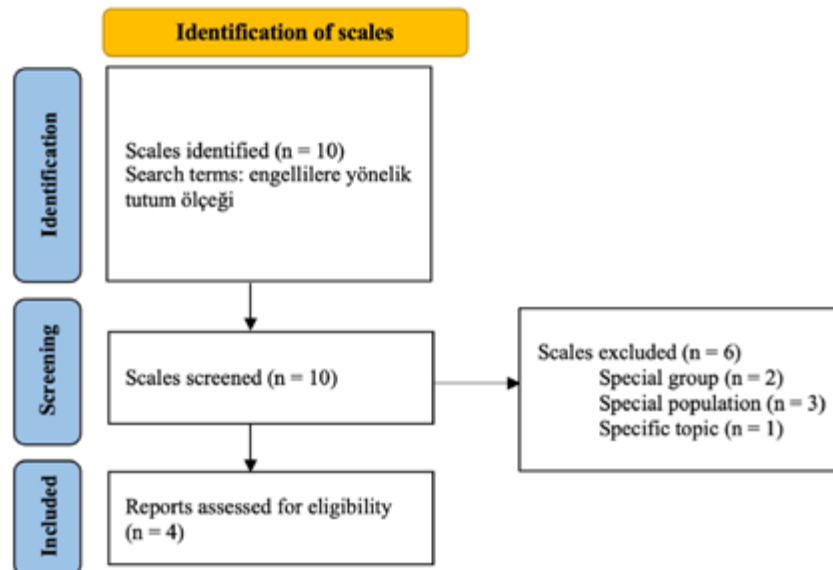 Identification of scales
Identification
Scales identified (n = 10)
Search terms: engellilere yönelik
tutum ölçeği
Screening
Scales screened (n = 10)
Scales excluded (n = 6)
Special group (n = 2)
Special population (n = 3)
Specific topic (n = 1)
Included
Reports assessed for eligibility
(n = 4)